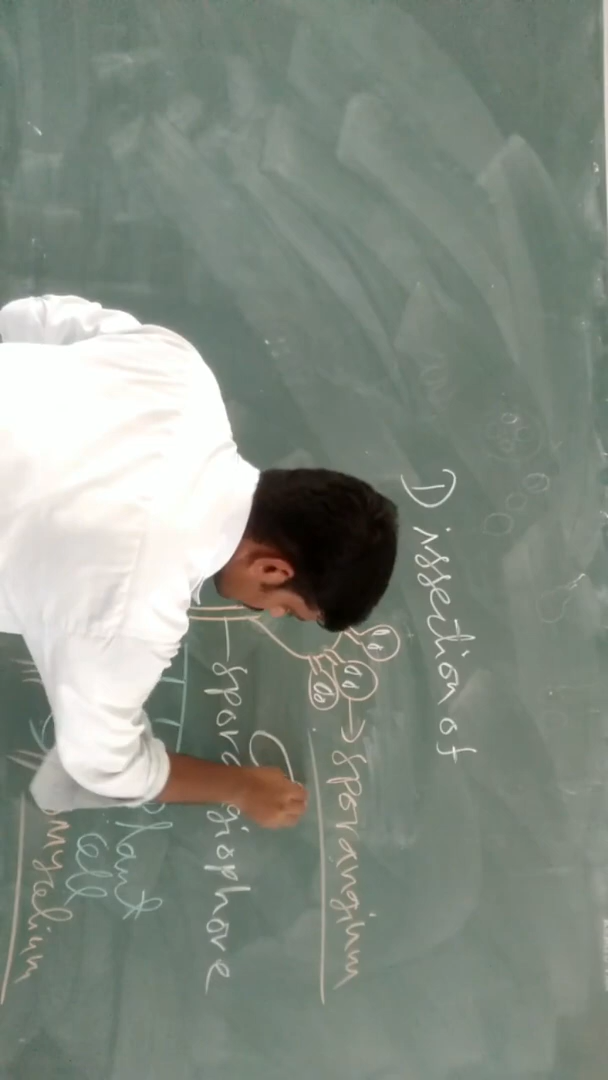 Dissection of
→ Sporangium
Sporangiophore
Plant
Cell
Mycelium